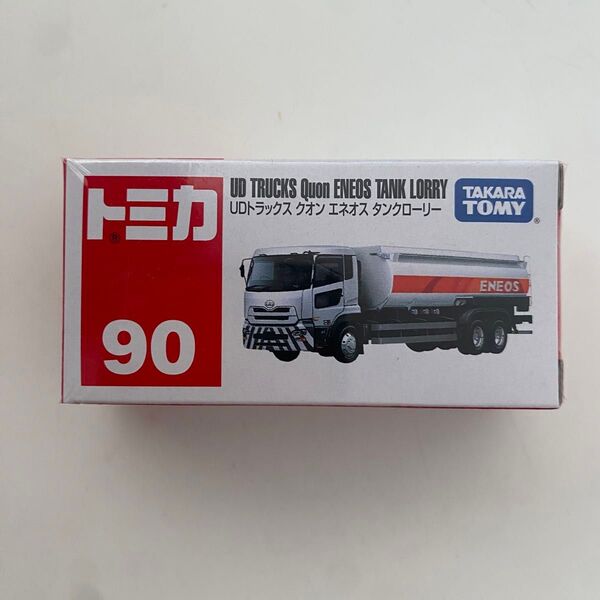 トミカ®
90
UD TRUCKS Quon ENEOS TANK LORRY
UDトラックス クオン エネオス タンクローリー
TAKARA
TOMY®
ENEOS